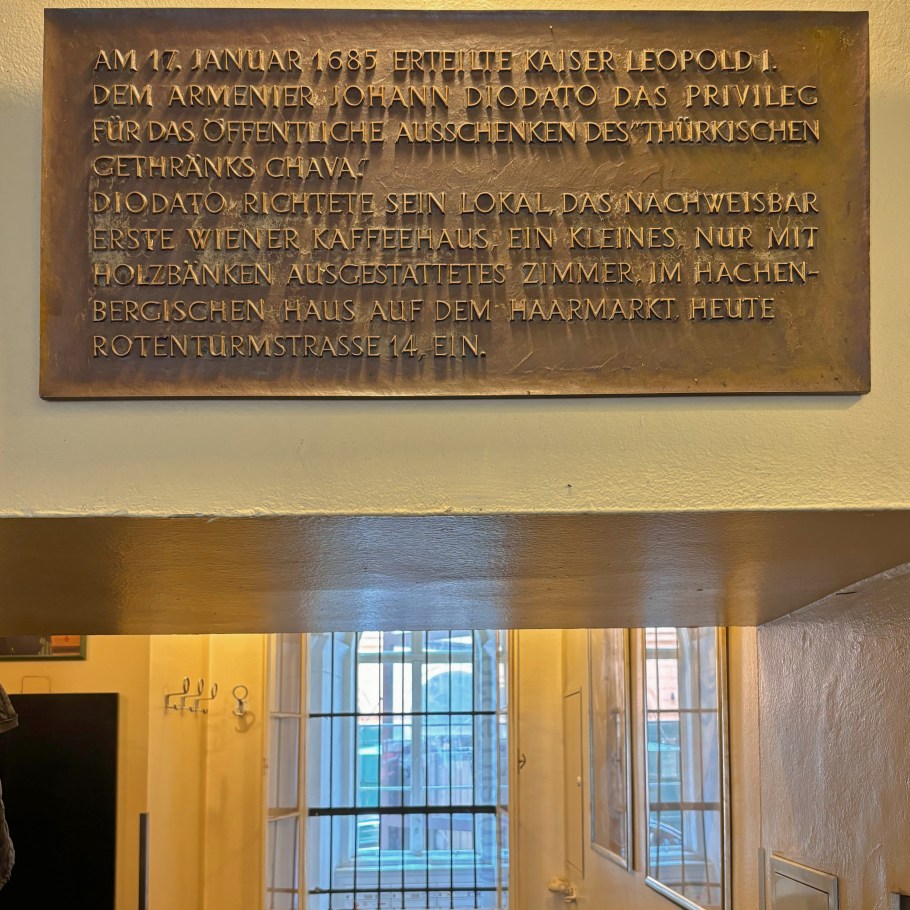 AM 17. JANUAR 1685 ERTEILTE KAISER LEOPOLD I.
DEM ARMENIER JOHANN DIODATO DAS PRIVILEG
FÜR DAS ÖFFENTLICHE AUSSCHENKEN DES "THÜRKISCHEN
GETHRÄNKS CHAVA."
DIODATO RICHTETE SEIN LOKAL, DAS NACHWEISBAR
ERSTE WIENER KAFFEEHAUS, EIN KLEINES, NUR MIT
HOLZBÄNKEN AUSGESTATTETES ZIMMER, IM HACHEN-
BERGISCHEN HAUS AUF DEM HAARMARKT, HEUTE
ROTENTURMSTRASSE 14, EIN.